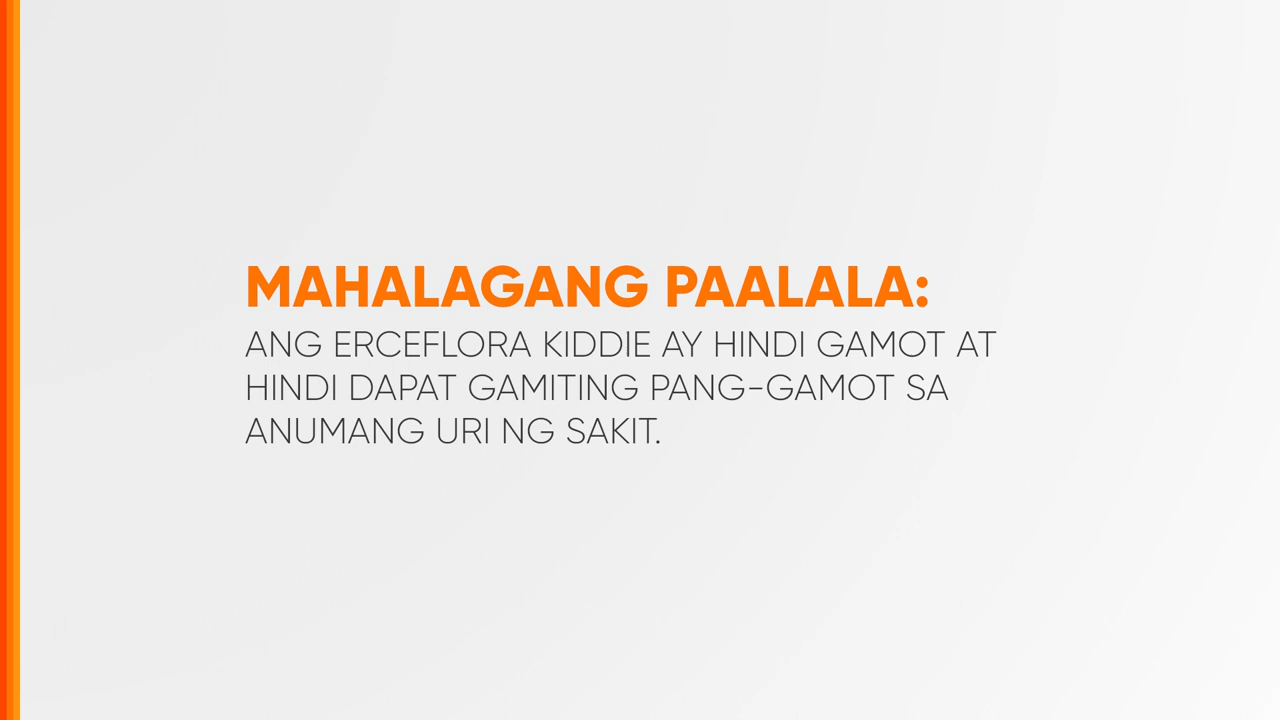 MAHALAGANG PAALALA:
ANG ERCEFLORA KIDDIE AY HINDI GAMOT AT
HINDI DAPAT GAMITING PANG-GAMOT SA
ANUMANG URI NG SAKIT.